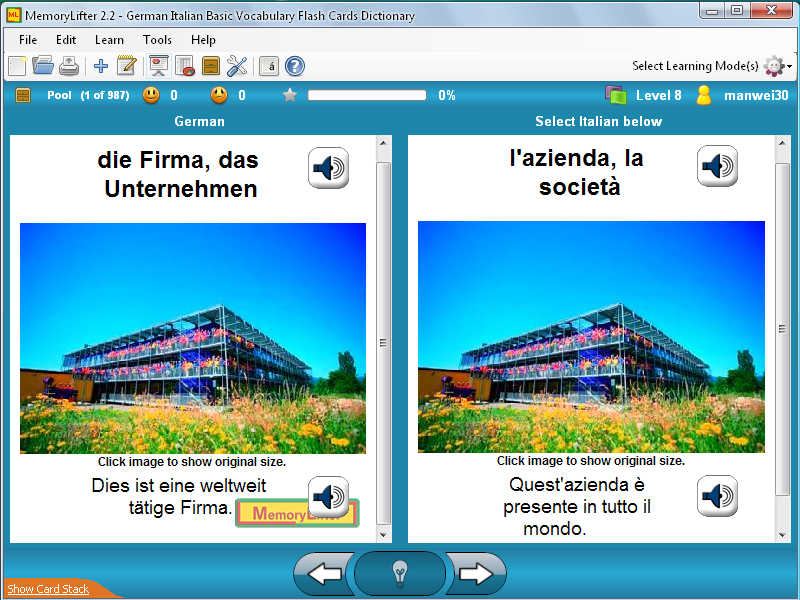 MemoryLifter 2.2 - German Italian Basic Vocabulary Flash Cards Dictionary
File Edit Learn Tools Help
á ? Select Learning Mode(s)
Pool (1 of 987) 0 0 0% Level 8 manwei30
German
Select Italian below
die Firma, das
Unternehmen
Click image to show original size.
Dies ist eine weltweit
tätige Firma.
MemoryLifter
l'azienda, la
società
Click image to show original size.
Quest'azienda è
presente in tutto il
mondo.
Show Card Stack